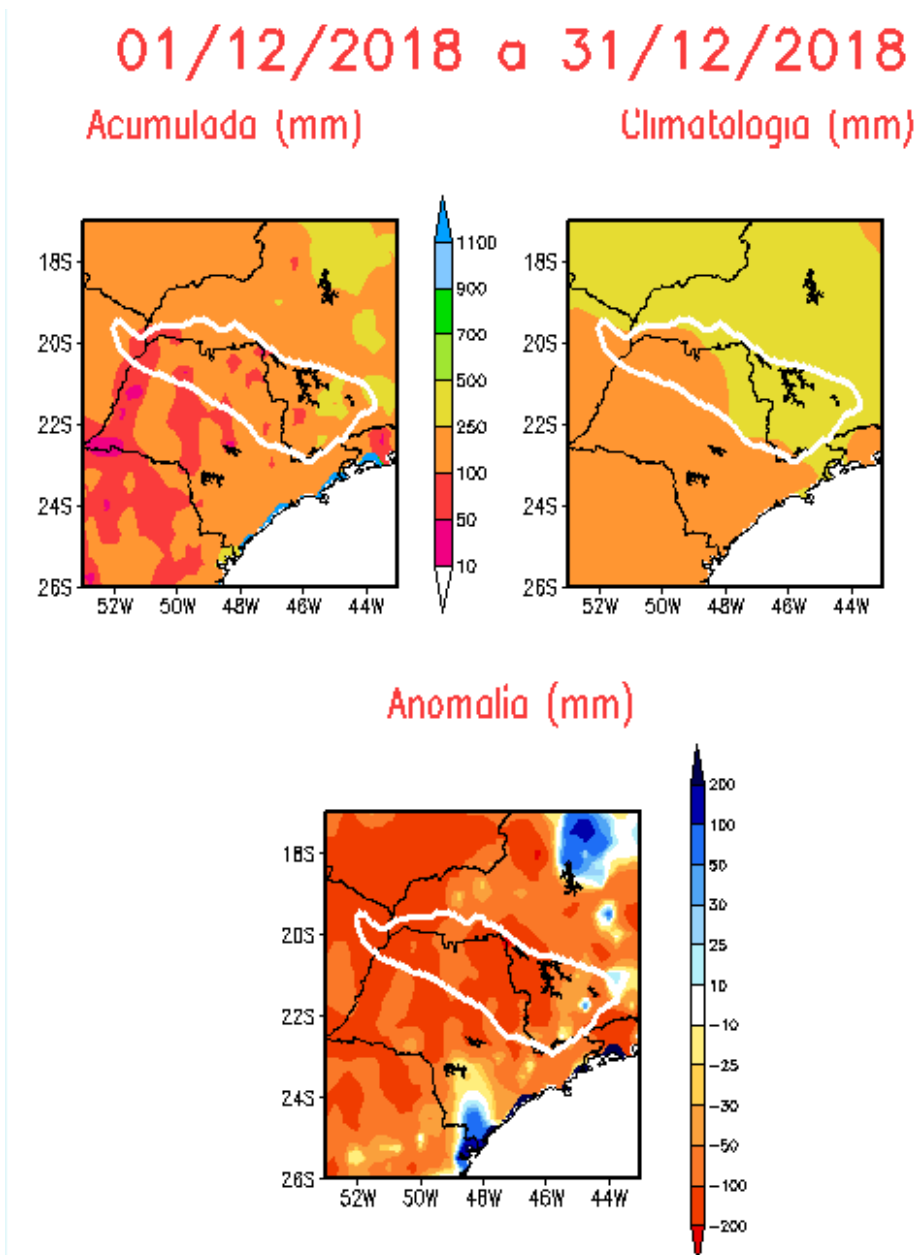 01/12/2018 a 31/12/2018
Acumulada (mm)
Climatologia (mm)
18S
20S
22S
24S
26S
52W 50W 48W 46W 44W
1100
900
700
500
250
100
50
10
18S
20S
22S
24S
26S
52W 50W 48W 46W 44W
Anomalia (mm)
18S
20S
22S
24S
26S
52W 50W 48W 46W 44W
200
100
50
30
25
10
-10
-25
-30
-50
-100
-200